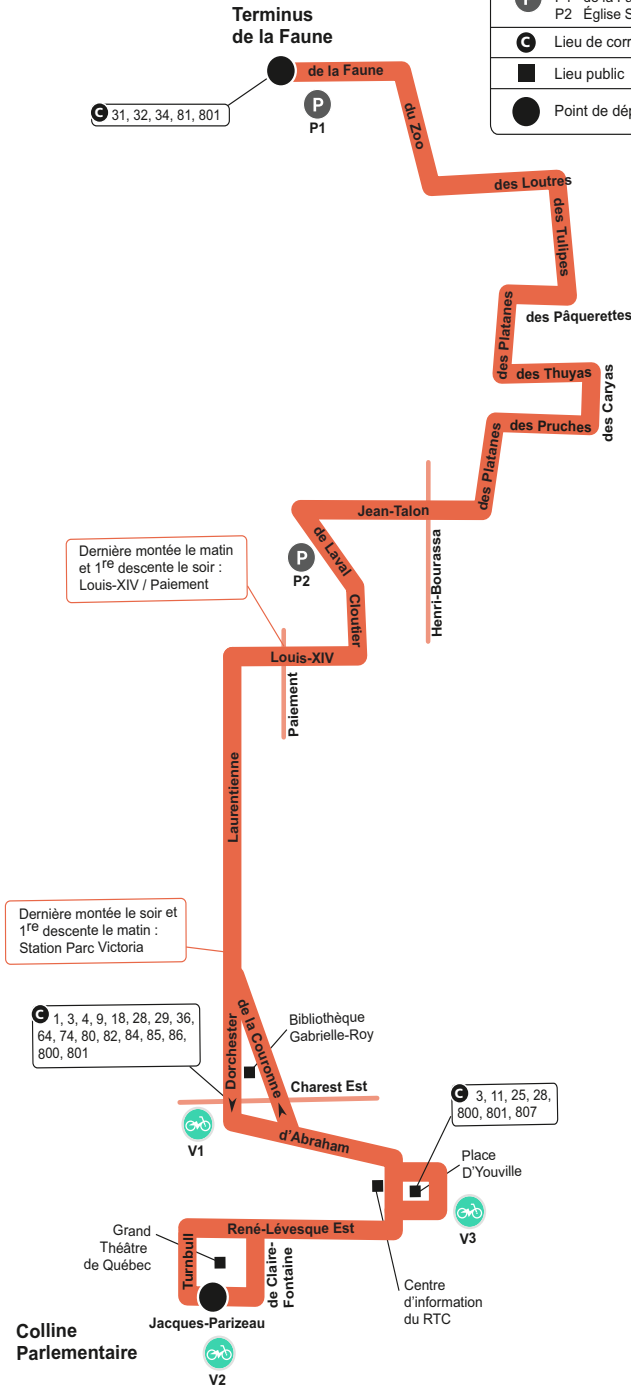 Terminus
de la Faune
P
P2 Église S
C Lieu de corr
Lieu public
Point de dép
de la Faune
C 31, 32, 34, 81, 801
P
P1
du Zoo
des Loutres
des Tulipes
des Platanes
des Pâquerettes
des Thuyas
des Caryas
des Pruches
des Platanes
Jean-Talon
de Laval
P
P2
Henri-Bourassa
Cloutier
Dernière montée le matin
et 1re descente le soir :
Louis-XIV / Paiement
Louis-XIV
Paiement
Laurentienne
Dernière montée le soir et
1re descente le matin :
Station Parc Victoria
C 1, 3, 4, 9, 18, 28, 29, 36,
64, 74, 80, 82, 84, 85, 86,
800, 801
Dorchester
de la Couronne
Bibliothèque
Gabrielle-Roy
Charest Est
V1
d'Abraham
C 3, 11, 25, 28,
800, 801, 807
Place
D'Youville
V3
René-Lévesque Est
Grand
Théâtre
de Québec
Turnbull
de Claire-
Fontaine
Centre
d'information
du RTC
Jacques-Parizeau
Colline
Parlementaire
V2